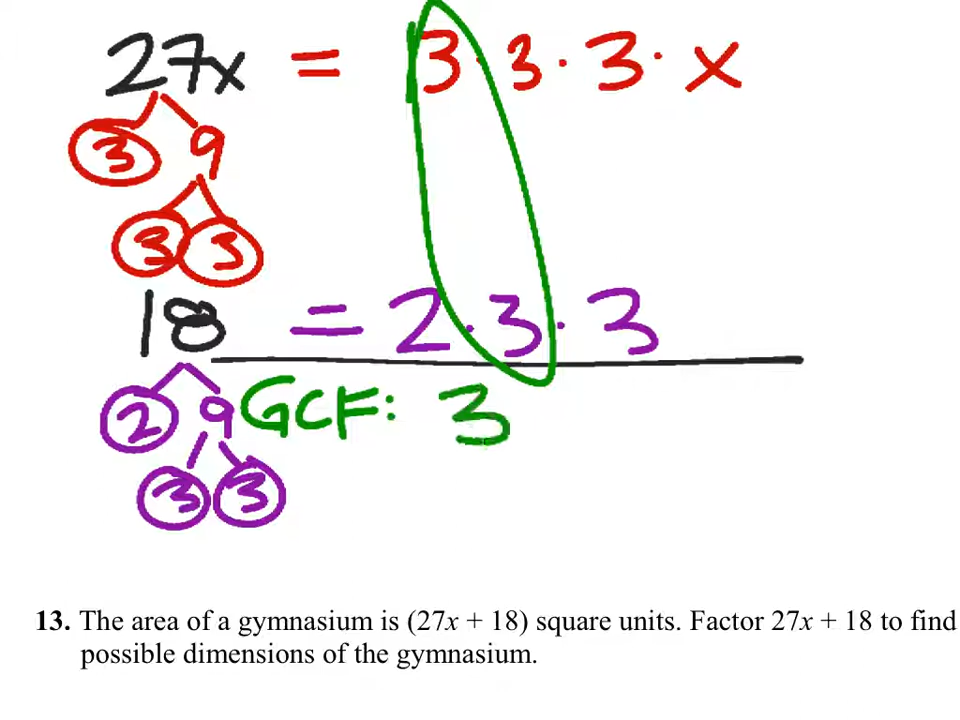 27x = 3 · 3 · 3 · x
3 9
3 3
18 = 2 · 3 · 3
2 9 GCF: 3
3 3
13. The area of a gymnasium is (27x + 18) square units. Factor 27x + 18 to find
possible dimensions of the gymnasium.